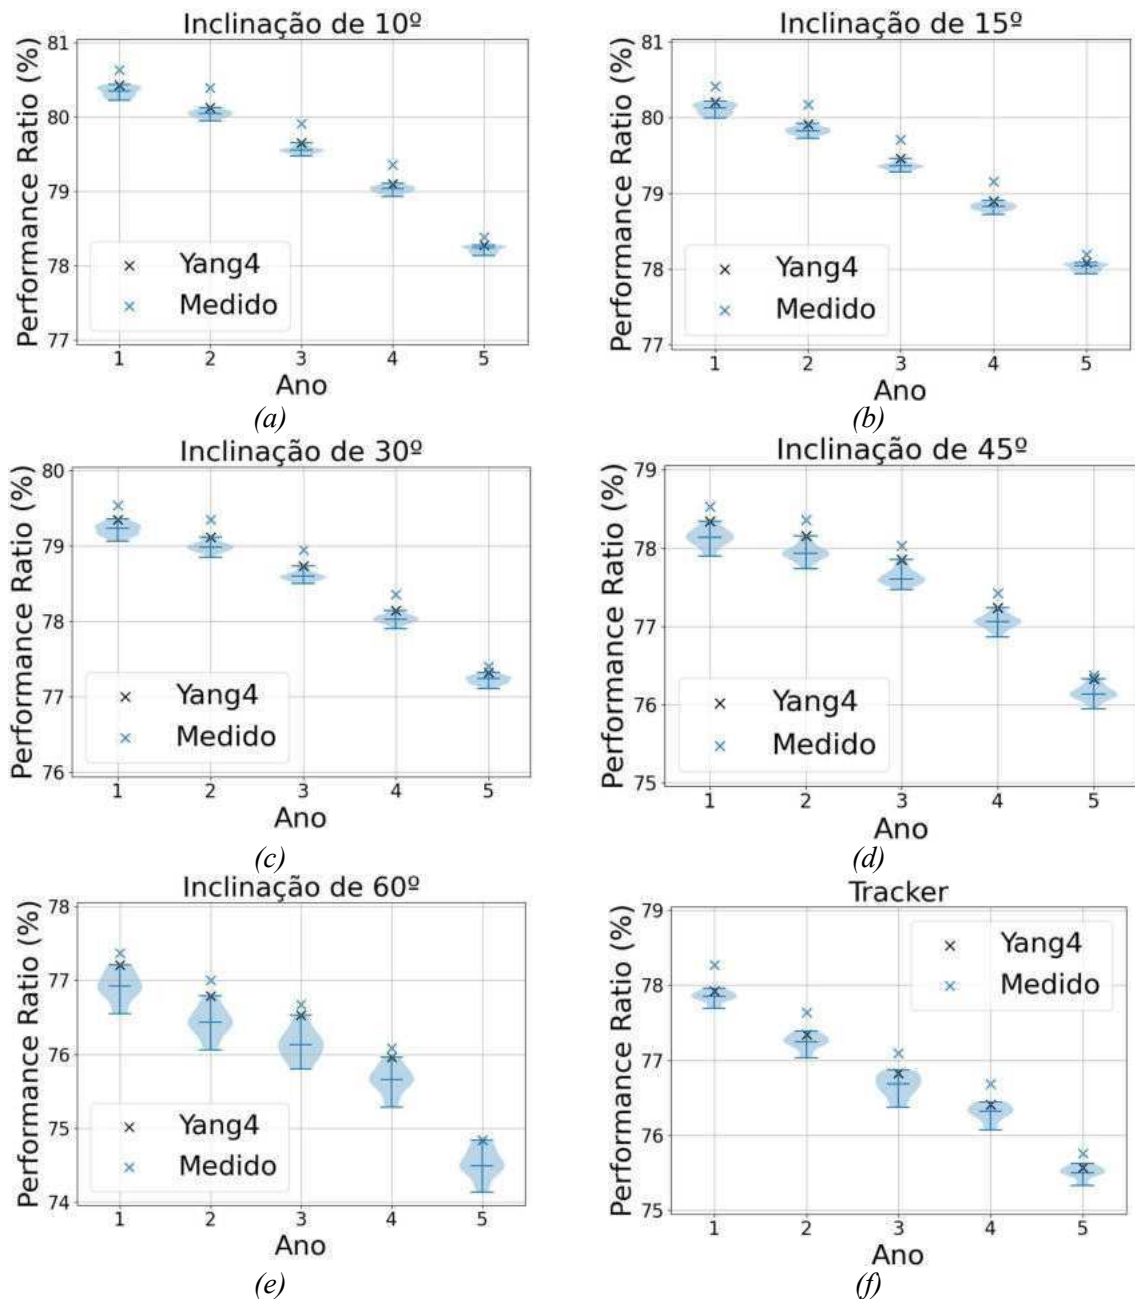 Inclinação de 10º
Performance Ratio (%)
81
80
79
78
77
Yang4
Medido
1 2 3 4 5
Ano
(a)
Inclinação de 15º
Performance Ratio (%)
81
80
79
78
77
Yang4
Medido
1 2 3 4 5
Ano
(b)
Inclinação de 30º
Performance Ratio (%)
80
79
78
77
76
Yang4
Medido
1 2 3 4 5
Ano
(c)
Inclinação de 45º
Performance Ratio (%)
79
78
77
76
75
Yang4
Medido
1 2 3 4 5
Ano
(d)
Inclinação de 60º
Performance Ratio (%)
78
77
76
75
74
Yang4
Medido
1 2 3 4 5
Ano
(e)
Tracker
Performance Ratio (%)
79
78
77
76
75
Yang4
Medido
1 2 3 4 5
Ano
(f)